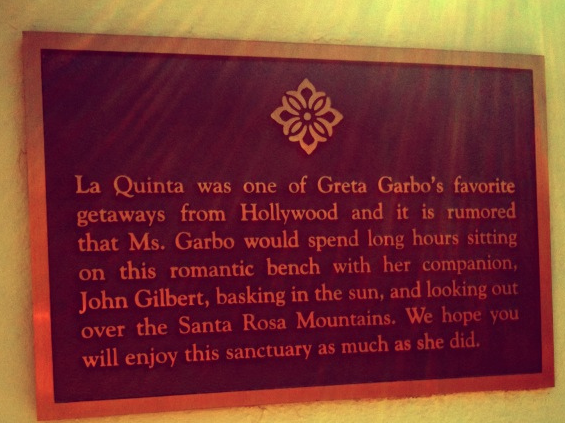 La Quinta was one of Greta Garbo's favorite
getaways from Hollywood and it is rumored
that Ms. Garbo would spend long hours sitting
on this romantic bench with her companion,
John Gilbert, basking in the sun, and looking out
over the Santa Rosa Mountains. We hope you
will enjoy this sanctuary as much as she did.